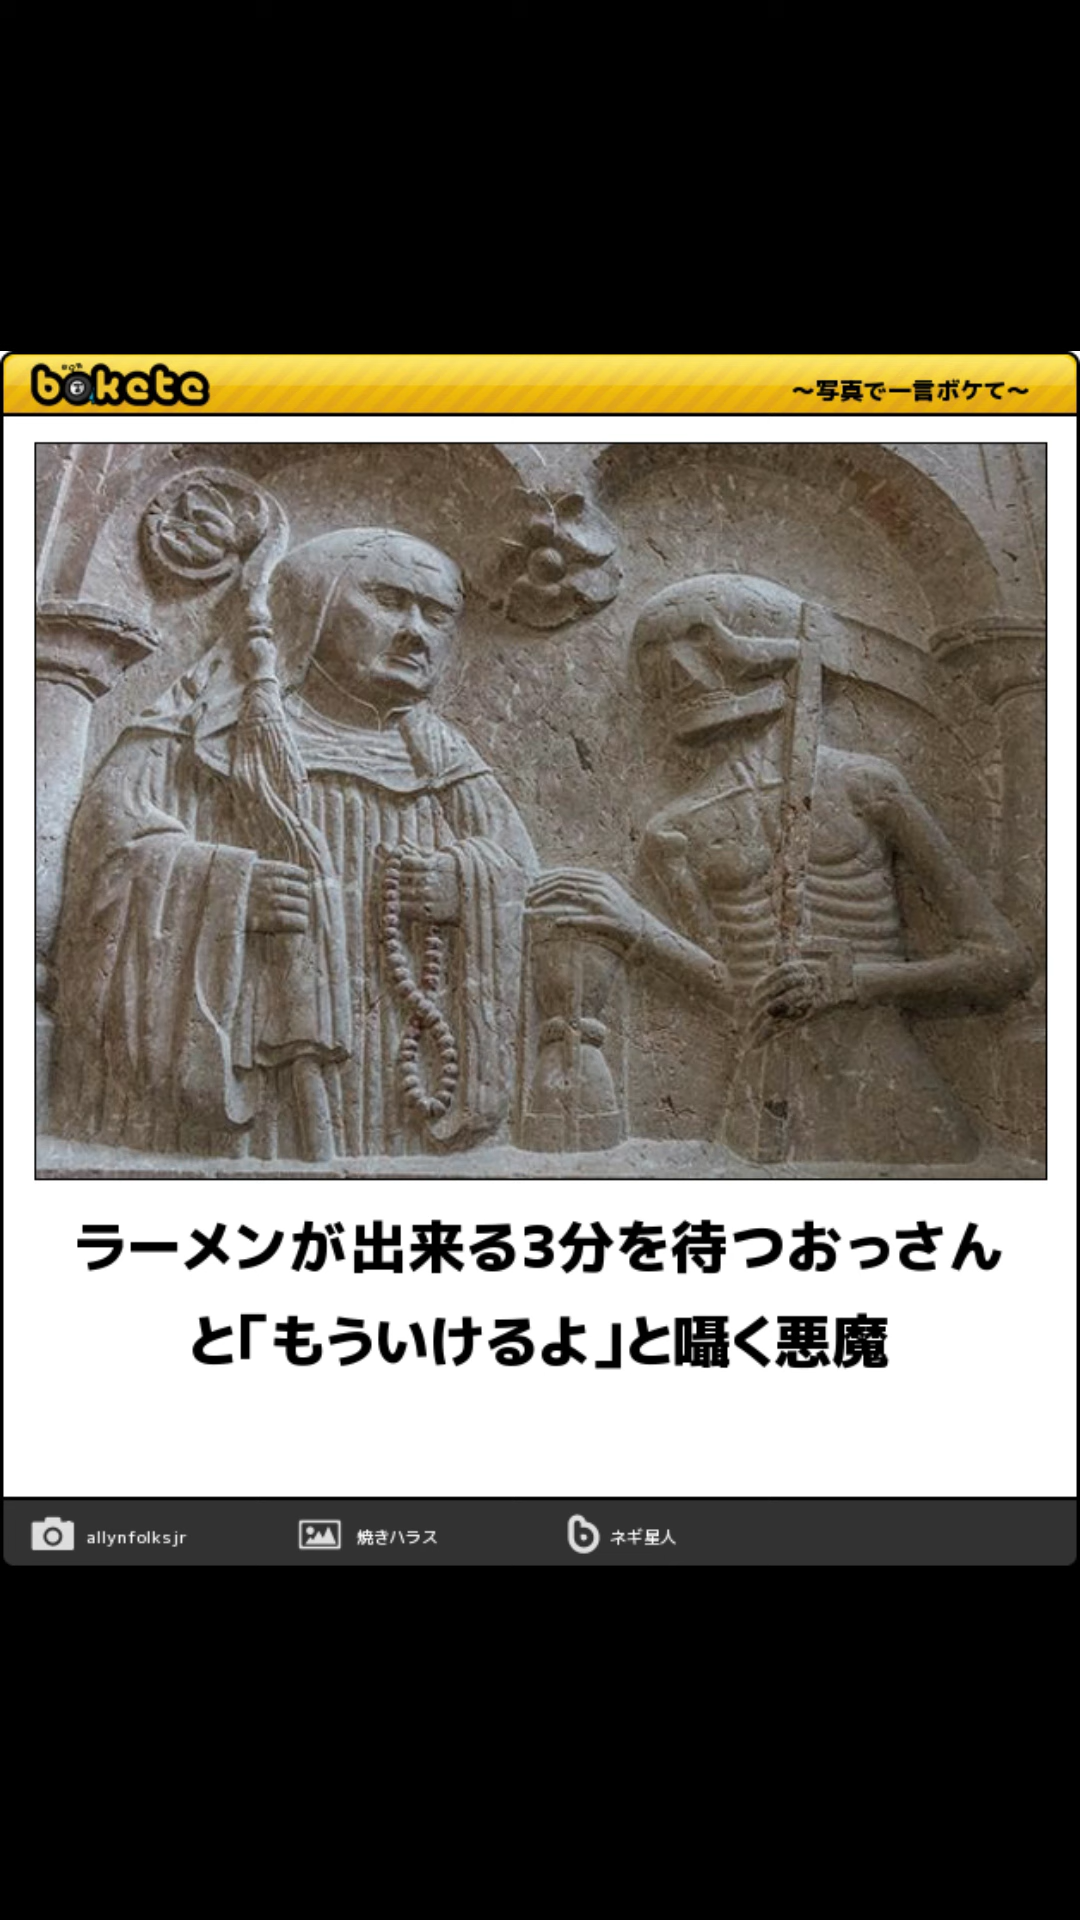 bokete
～写真で一言ボケて～
ラーメンが出来る3分を待つおっさん
と「もういけるよ」と囁く悪魔
allynfolksjr
焼きハラス
ネギ星人